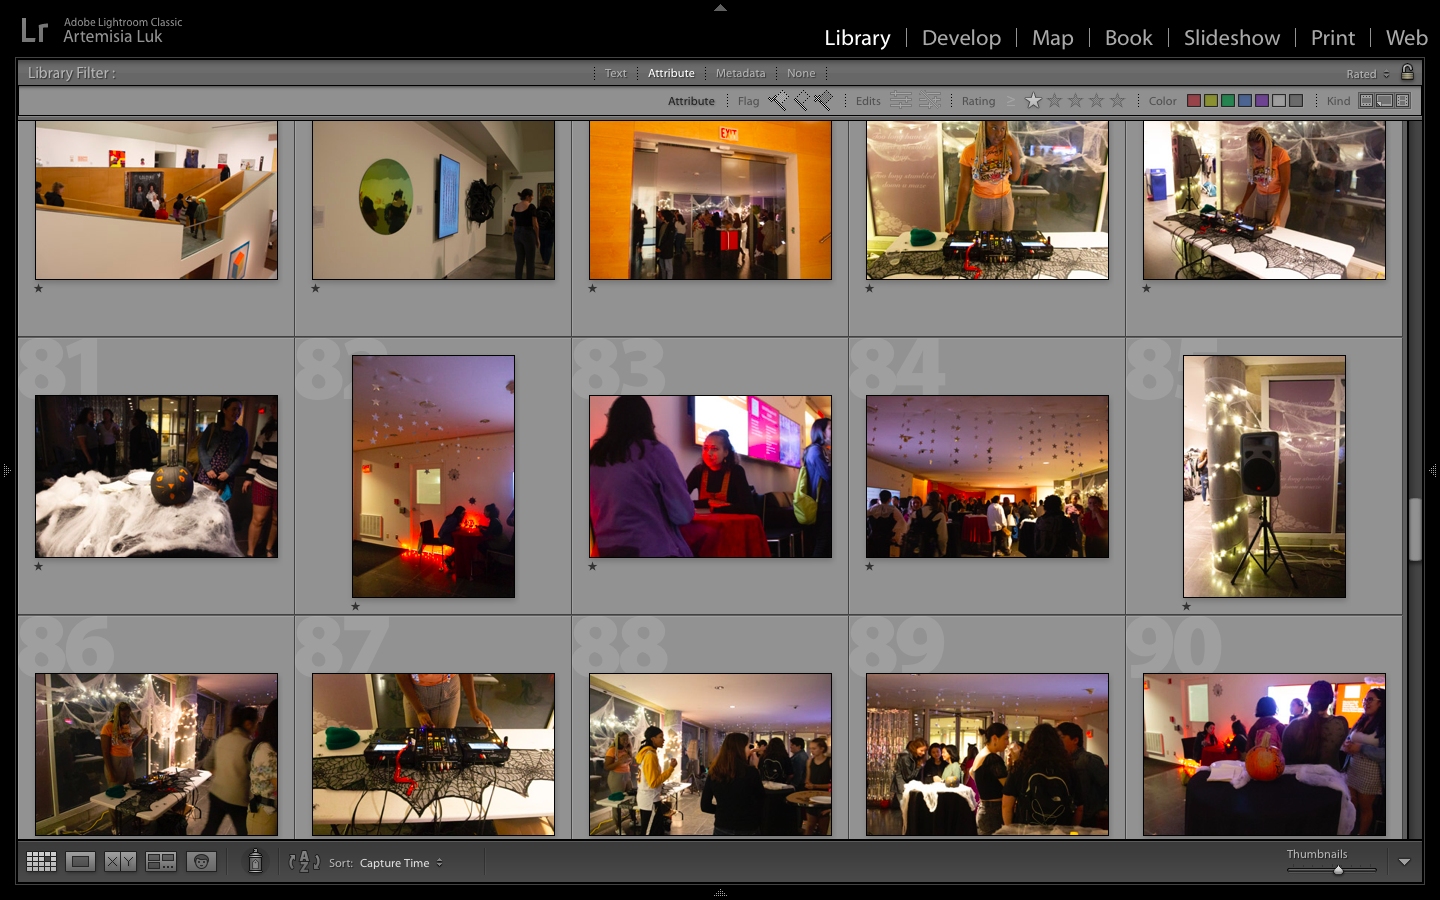 Lr
Adobe Lightroom Classic
Artemisia Luk
Library | Develop | Map | Book | Slideshow | Print | Web
Library Filter :
Text Attribute Metadata None
Rated
Attribute Flag Edits Rating ≥ Color Kind
EXIT
81 82 83 84 85
86 87 88 89 90
XY
Sort: Capture Time
AZ
Thumbnails